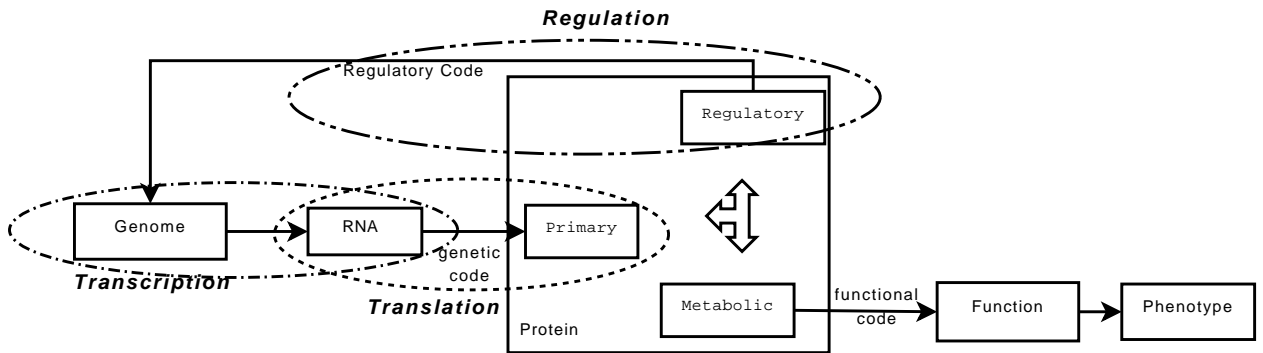 Regulation
Regulatory Code
Regulatory
Genome
RNA
Primary
genetic
code
Transcription
Translation
Metabolic
Protein
functional
code
Function
Phenotype